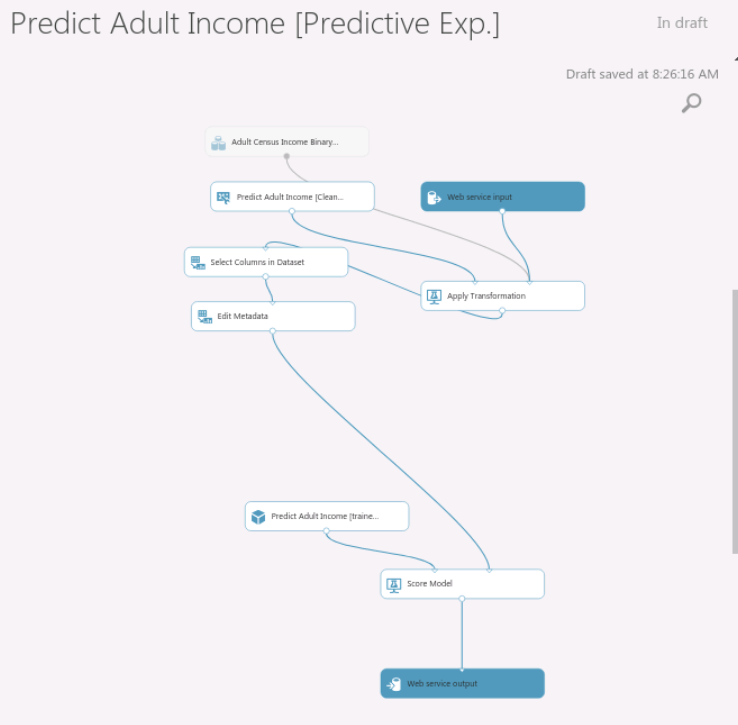 Predict Adult Income [Predictive Exp.]
In draft
Draft saved at 8:26:16 AM
Adult Census Income Binary...
Predict Adult Income [Clean...
Web service input
Select Columns in Dataset
Apply Transformation
Edit Metadata
Predict Adult Income [traine...
Score Model
Web service output